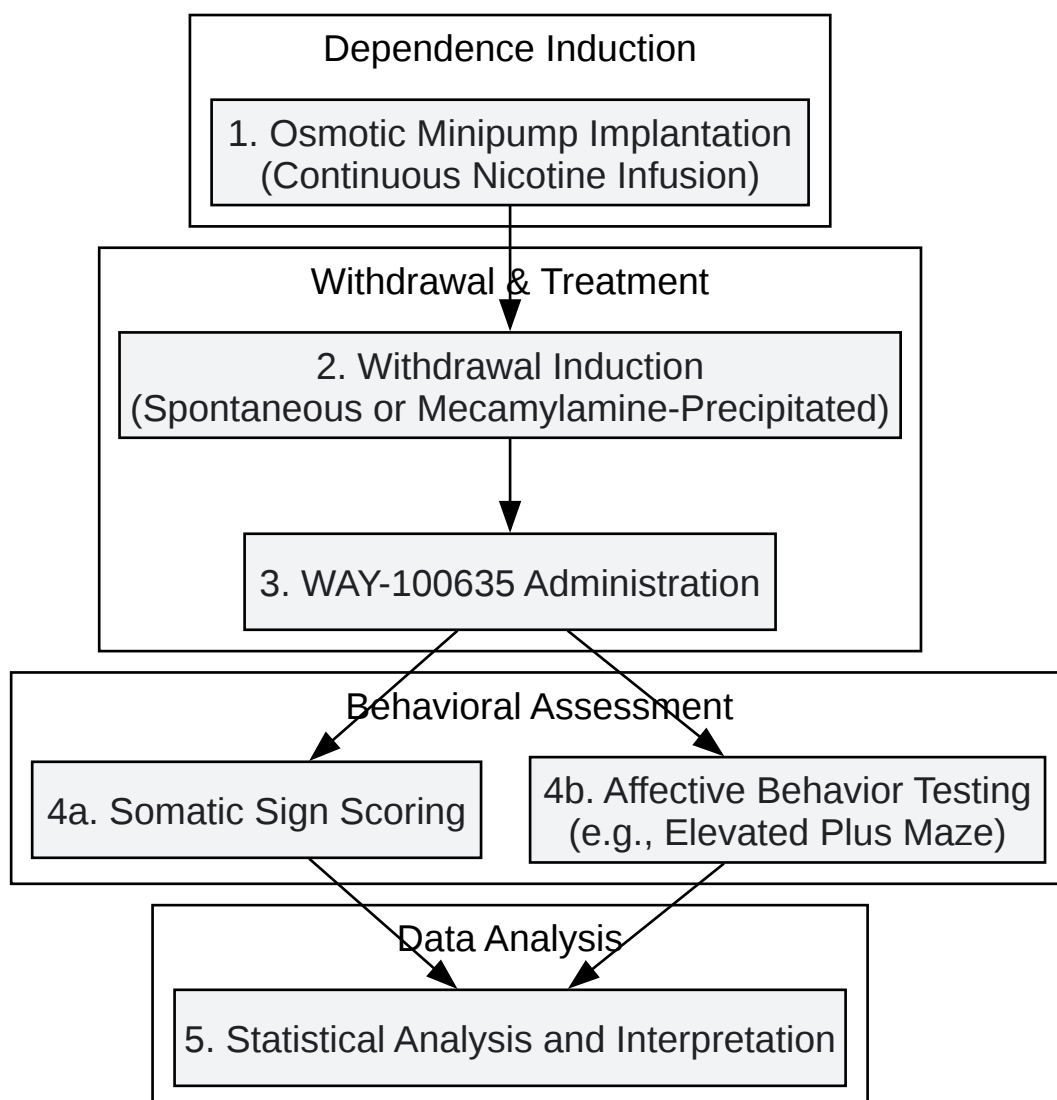 Dependence Induction
1. Osmotic Minipump Implantation
(Continuous Nicotine Infusion)
Withdrawal & Treatment
2. Withdrawal Induction
(Spontaneous or Mecamylamine-Precipitated)
3. WAY-100635 Administration
Behavioral Assessment
4a. Somatic Sign Scoring
4b. Affective Behavior Testing
(e.g., Elevated Plus Maze)
Data Analysis
5. Statistical Analysis and Interpretation